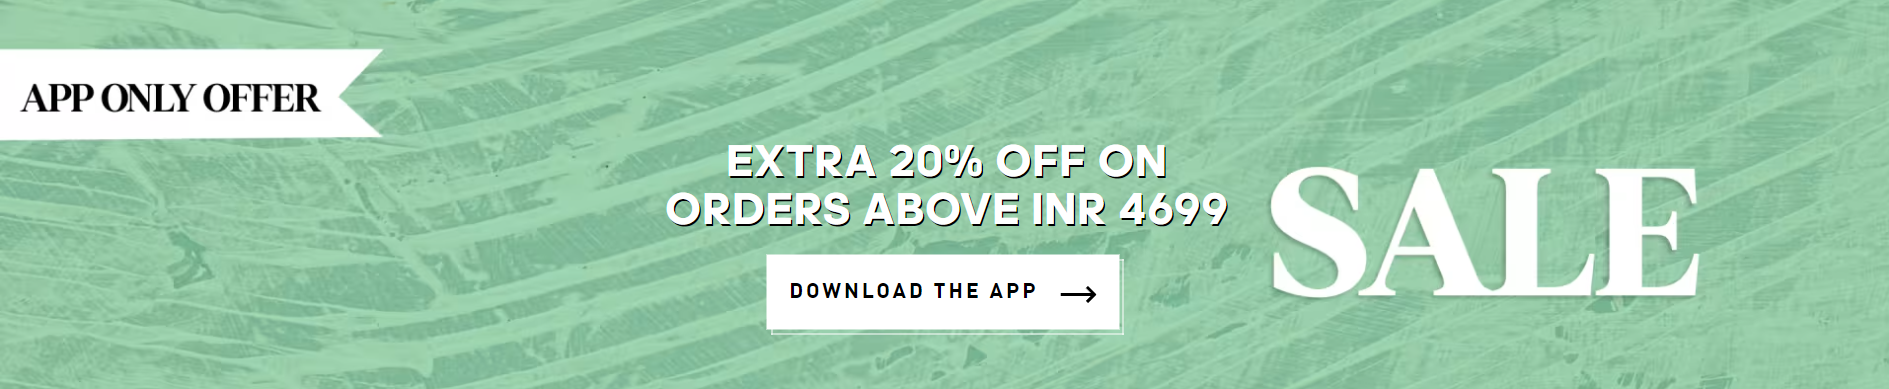 APP ONLY OFFER
EXTRA 20% OFF ON
ORDERS ABOVE INR 4699
SALE
DOWNLOAD THE APP